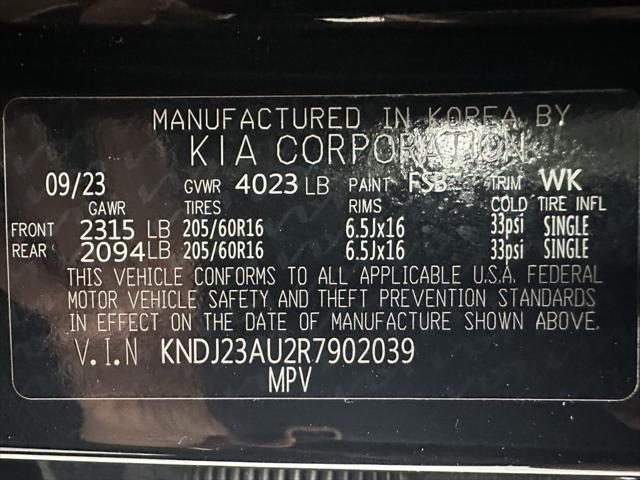 MANUFACTURED IN KOREA BY
KIA CORPORATION
09/23 GVWR 4023 LB PAINT FSB TRIM WK
GAWR TIRES RIMS COLD TIRE INFL
FRONT 2315 LB 205/60R16 6.5Jx16 33psi SINGLE
REAR 2094 LB 205/60R16 6.5Jx16 33psi SINGLE
THIS VEHICLE CONFORMS TO ALL APPLICABLE U.S.A. FEDERAL
MOTOR VEHICLE SAFETY AND THEFT PREVENTION STANDARDS
IN EFFECT ON THE DATE OF MANUFACTURE SHOWN ABOVE.
V.I.N KNDJ23AU2R7902039
MPV